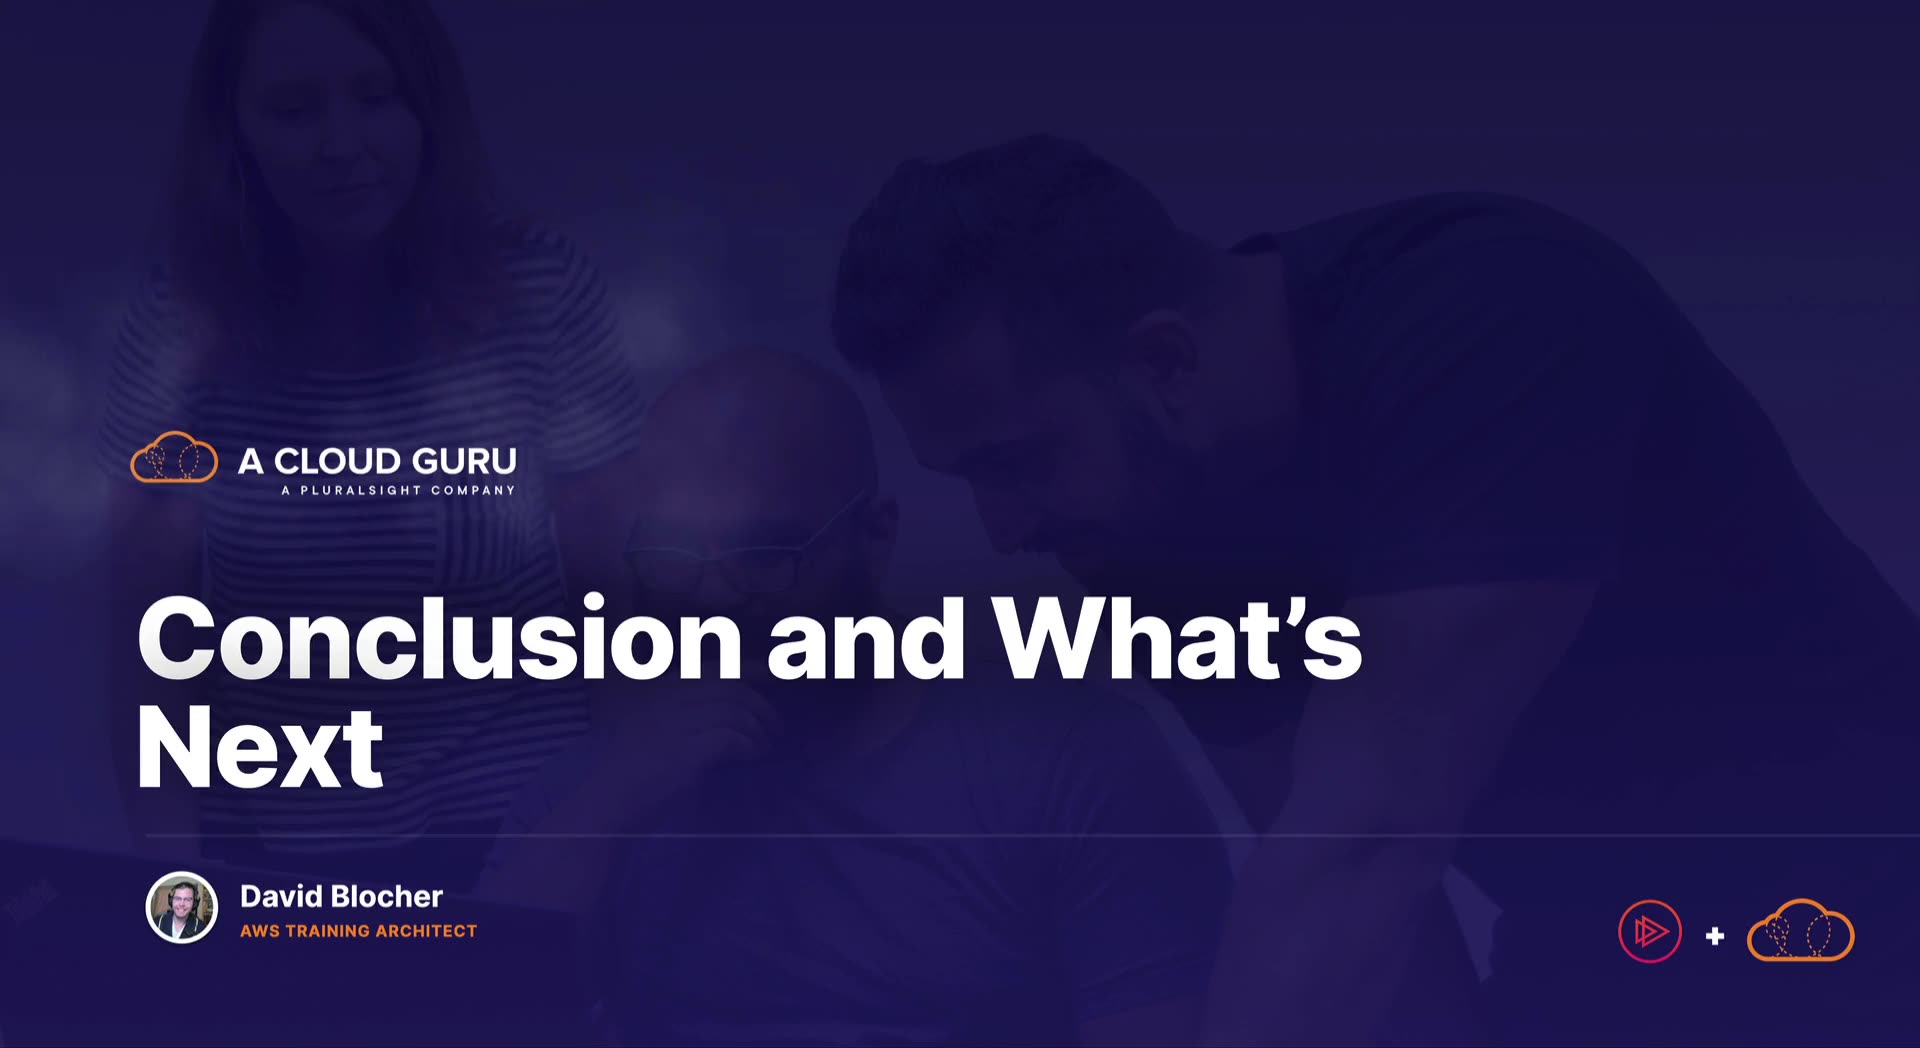 A CLOUD GURU
A PLURALSIGHT COMPANY
Conclusion and What’s
Next
David Blocher
AWS TRAINING ARCHITECT
+